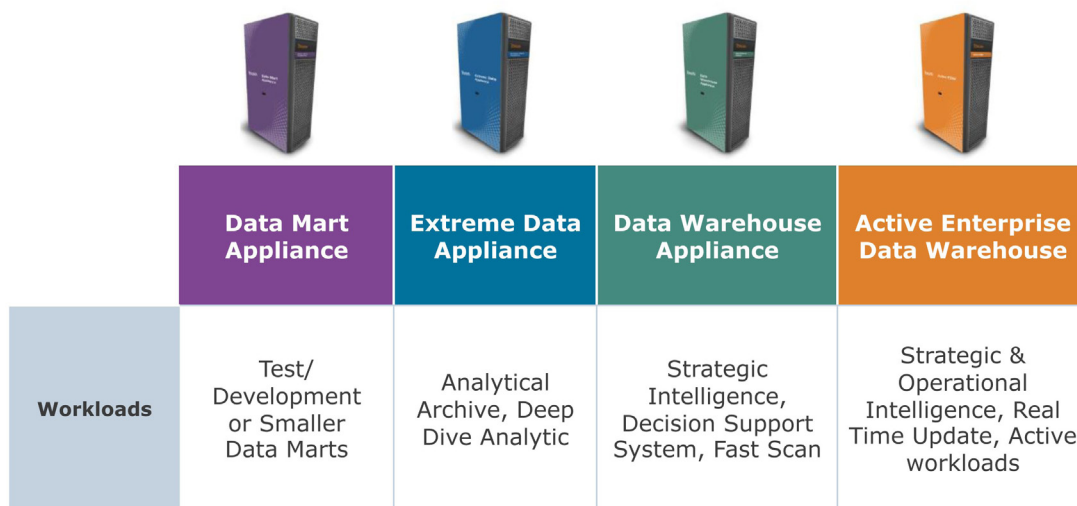 Data Mart
Appliance
Extreme Data
Appliance
Data Warehouse
Appliance
Active Enterprise
Data Warehouse
Workloads
Test/
Development
or Smaller
Data Marts
Analytical
Archive, Deep
Dive Analytic
Strategic
Intelligence,
Decision Support
System, Fast Scan
Strategic &
Operational
Intelligence, Real
Time Update, Active
workloads